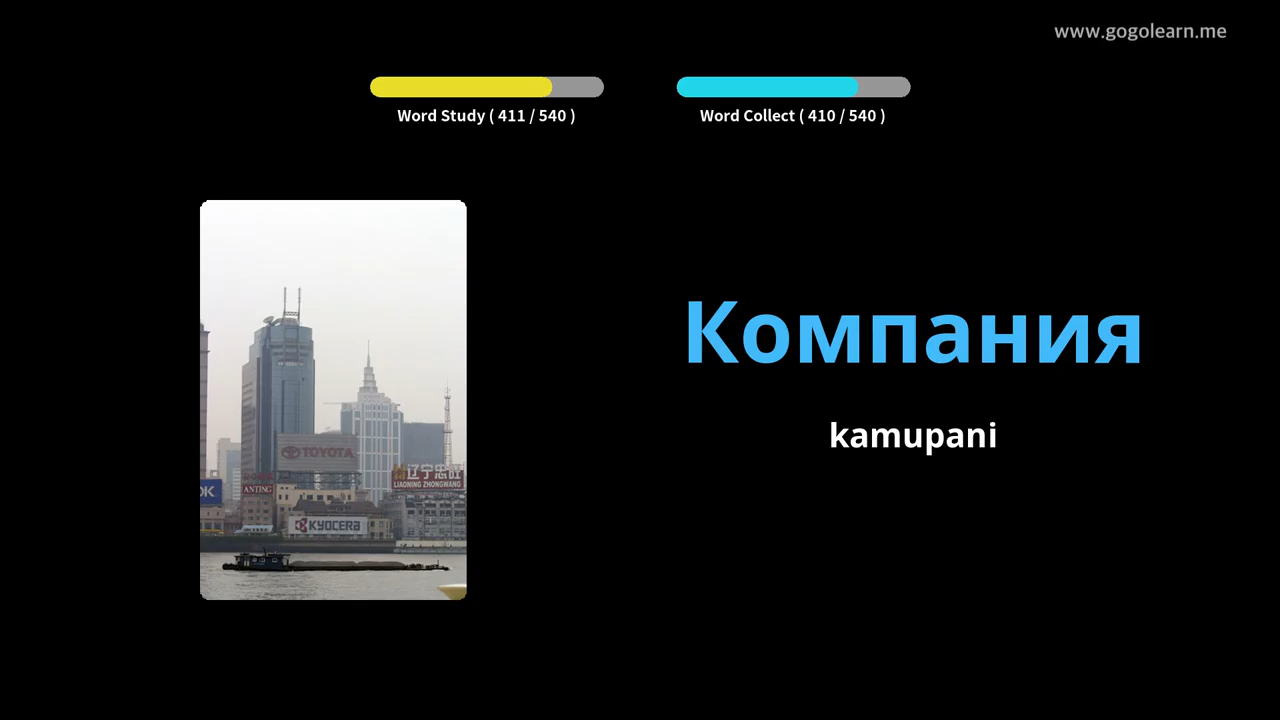 www.gogolearn.me
Word Study ( 411 / 540 )
Word Collect ( 410 / 540 )
Компания
kamupani
TOYOTA
辽宁忠旺
LIAONING ZHONGWANG
OK
ANTING
KYOCERA